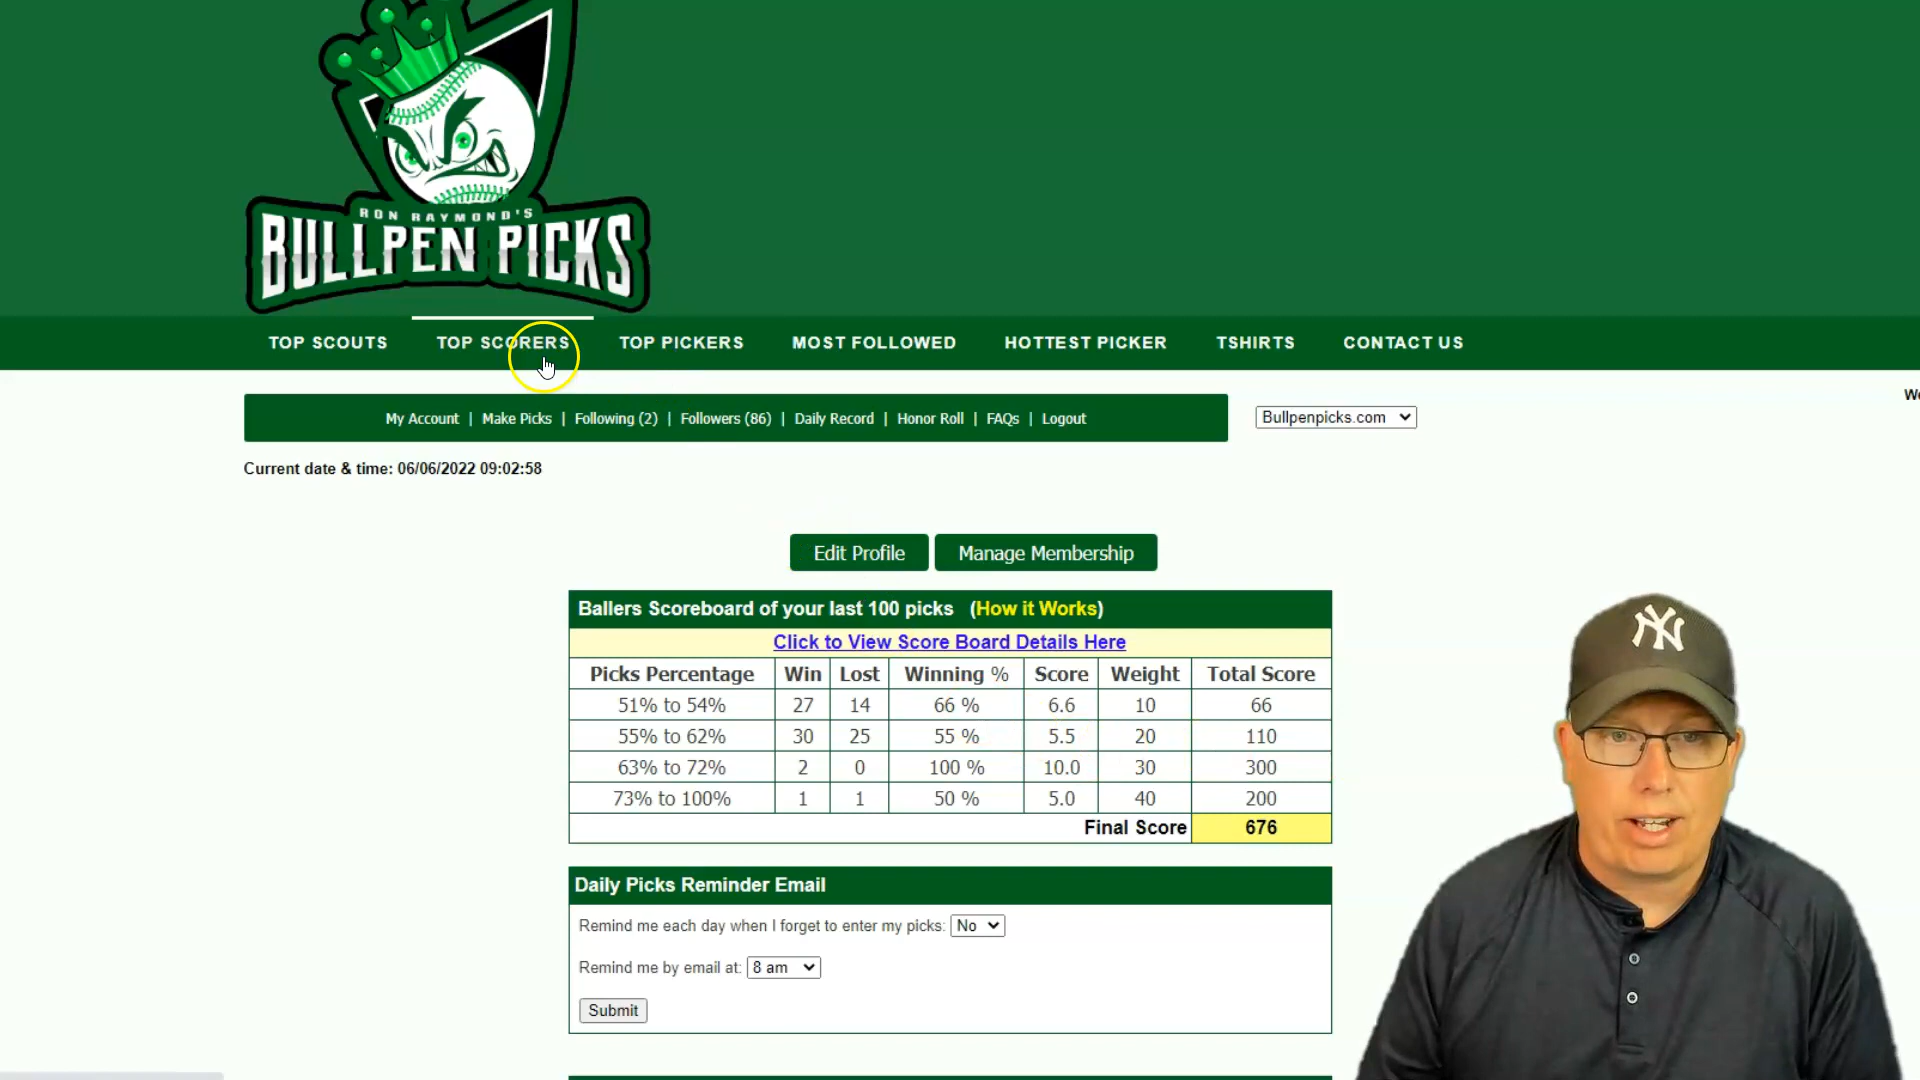 RON RAYMOND'S
BULLPEN PICKS
TOP SCOUTS TOP SCORERS TOP PICKERS MOST FOLLOWED HOTTEST PICKER TSHIRTS CONTACT US
My Account | Make Picks | Following (2) | Followers (86) | Daily Record | Honor Roll | FAQs | Logout Bullpenpicks.com
Current date & time: 06/06/2022 09:02:58
Edit Profile Manage Membership
Ballers Scoreboard of your last 100 picks (How it Works)
Click to View Score Board Details Here
Picks Percentage Win Lost Winning % Score Weight Total Score
51% to 54% 27 14 66 % 6.6 10 66
55% to 62% 30 25 55 % 5.5 20 110
63% to 72% 2 0 100 % 10.0 30 300
73% to 100% 1 1 50 % 5.0 40 200
Final Score 676
Daily Picks Reminder Email
Remind me each day when I forget to enter my picks: No
Remind me by email at: 8 am
Submit
NY